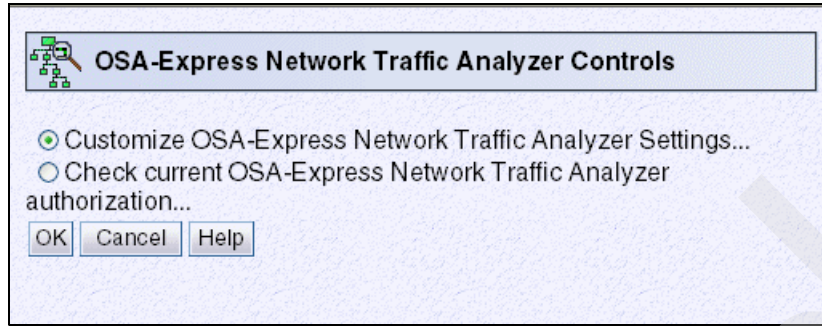 OSA-Express Network Traffic Analyzer Controls
Customize OSA-Express Network Traffic Analyzer Settings...
Check current OSA-Express Network Traffic Analyzer
authorization...
OK Cancel Help